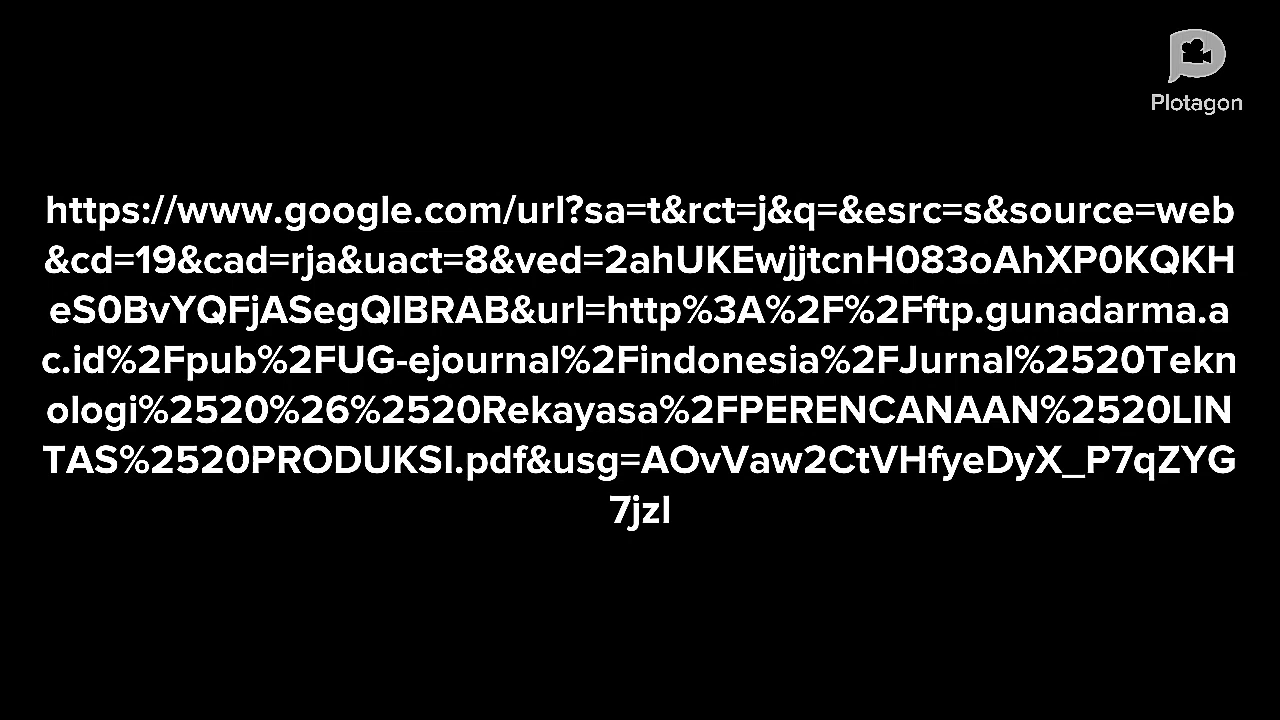 Plotagon
https://www.google.com/url?sa=t&rct=j&q=&esrc=s&source=web
&cd=19&cad=rja&uact=8&ved=2ahUKEwjjtcnH083oAhXP0KQKH
eS0BvYQFjASegQIBRAB&url=http%3A%2F%2Fftp.gunadarma.a
c.id%2Fpub%2FUG-ejournal%2Findonesia%2FJurnal%2520Tekn
ologi%2520%26%2520Rekayasa%2FPERENCANAAN%2520LIN
TAS%2520PRODUKSI.pdf&usg=AOvVaw2CtVHfyeDyX_P7qZYG
7jzl